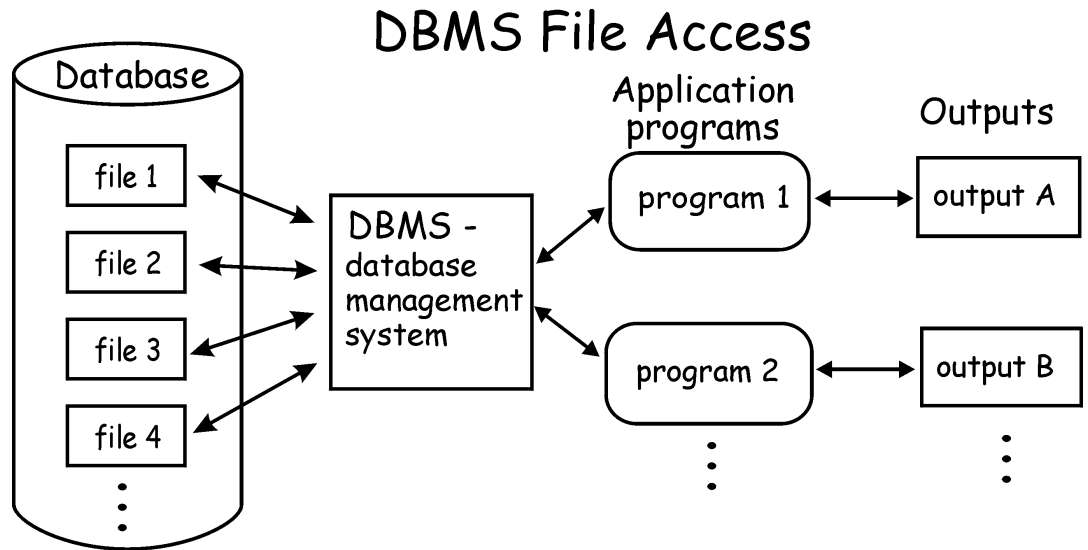 DBMS File Access
Database
file 1
file 2
file 3
file 4
DBMS -
database
management
system
Application
programs
program 1
program 2
Outputs
output A
output B